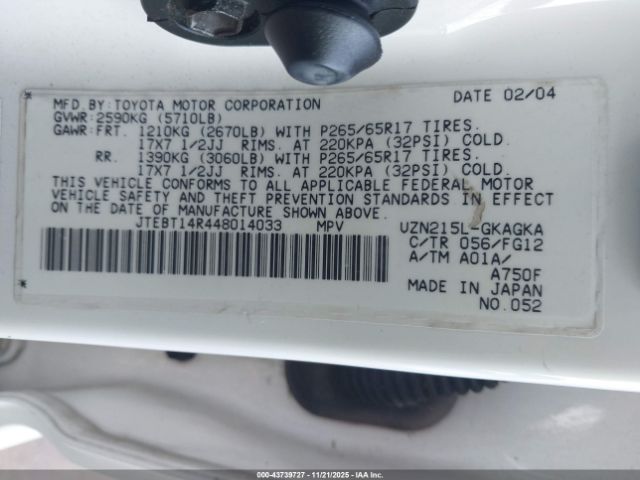 MFD.BY:TOYOTA MOTOR CORPORATION DATE 02/04
GVWR:2590KG (5710LB)
GAWR:FRT. 1210KG (2670LB) WITH P265/65R17 TIRES.
17X7 1/2JJ RIMS. AT 220KPA (32PSI) COLD.
RR. 1390KG (3060LB) WITH P265/65R17 TIRES.
17X7 1/2JJ RIMS. AT 220KPA (32PSI) COLD.
THIS VEHICLE CONFORMS TO ALL APPLICABLE FEDERAL MOTOR
VEHICLE SAFETY AND THEFT PREVENTION STANDARDS IN EFFECT
ON THE DATE OF MANUFACTURE SHOWN ABOVE.
JTEBT14R448014033 MPV UZN215L-GKAGKA
C/TR 056/FG12
A/TM A01A/
A750F
MADE IN JAPAN
NO.052
000-43739727 - 11/21/2025 - IAAI.COM